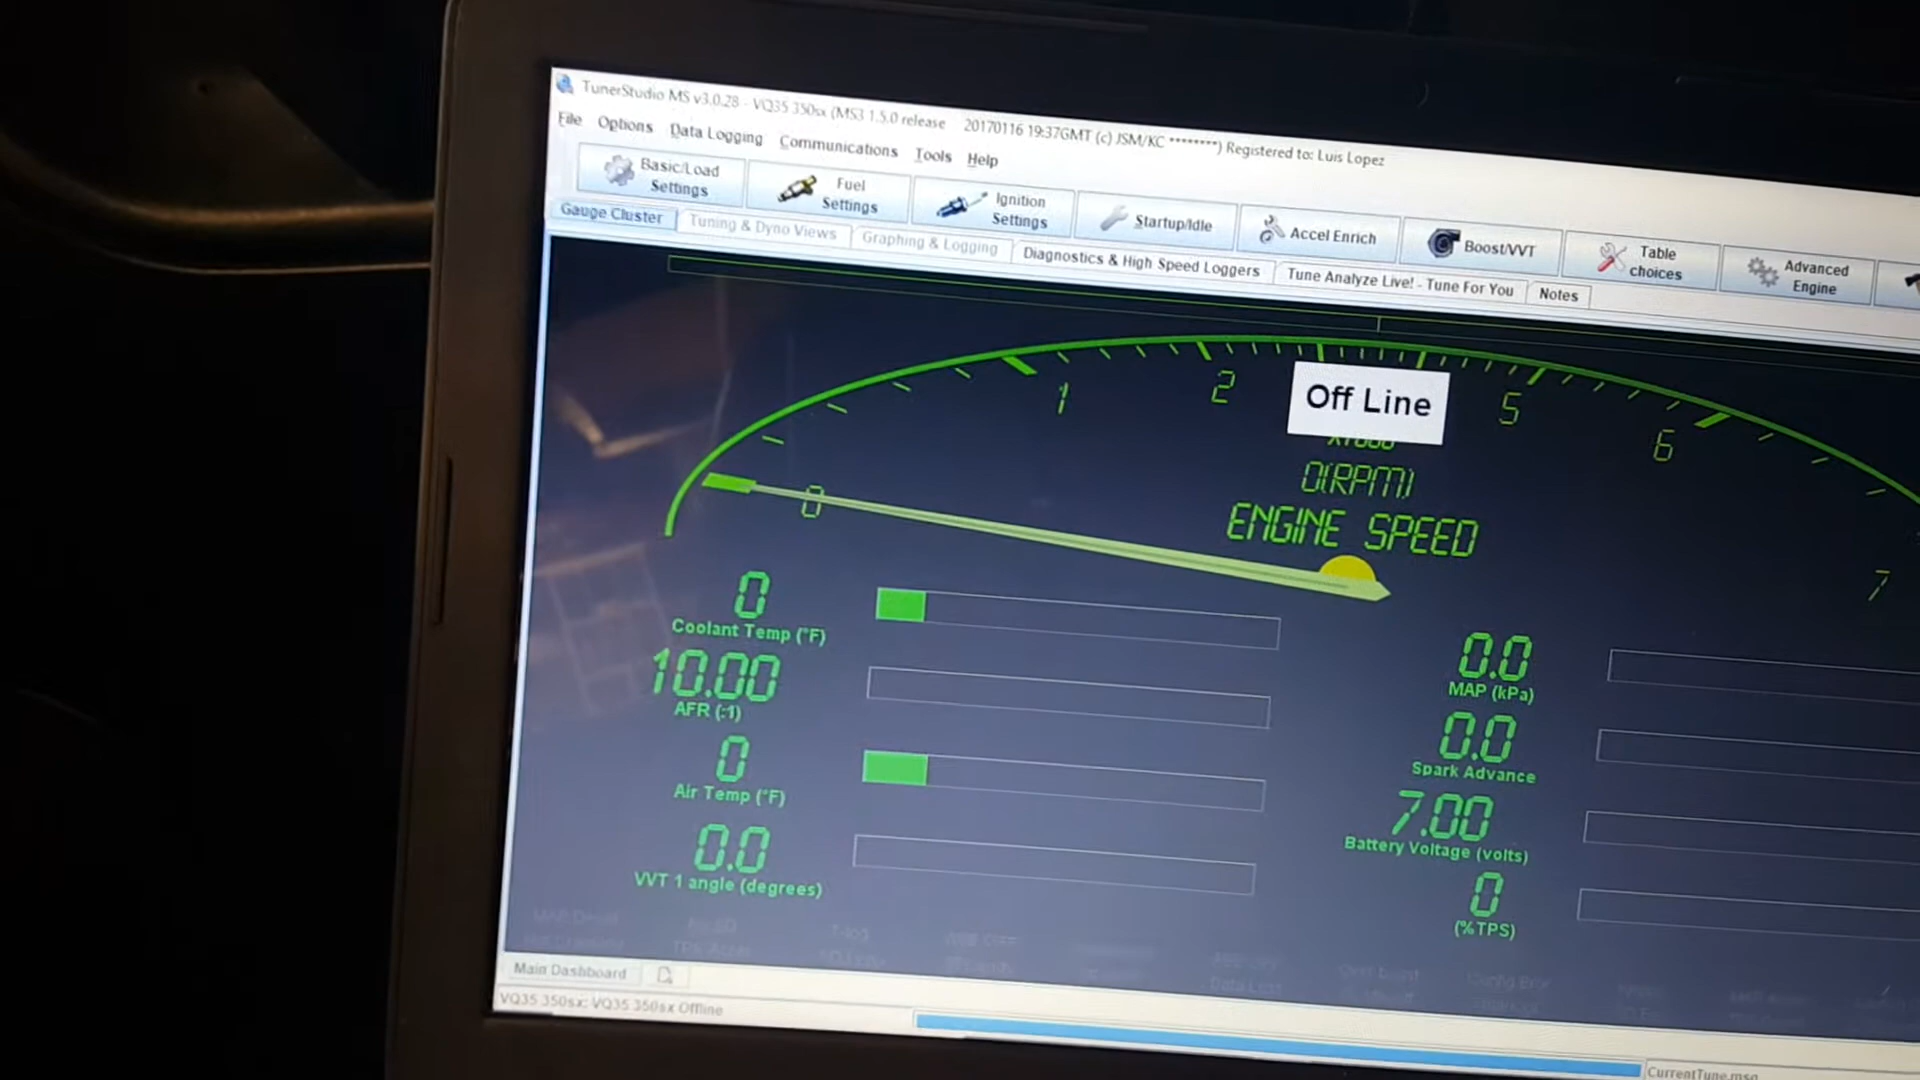 TunerStudio MS v3.0.28 - VQ35 350sx (MS3 1.5.0 release 20170116 19:37GMT (c) JSM/KC ********) Registered to: Luis Lopez
File Options Data Logging Communications Tools Help
Basic/Load
Settings
Fuel
Settings
Ignition
Settings
Startup/Idle
Accel Enrich
Boost/VVT
Table
choices
Advanced
Engine
Gauge Cluster
Tuning & Dyno Views
Graphing & Logging
Diagnostics & High Speed Loggers
Tune Analyze Live! - Tune For You
Notes
0
1
2
5
6
7
Off Line
0(RPM)
ENGINE SPEED
0
Coolant Temp (°F)
10.00
AFR (:1)
0
Air Temp (°F)
0.0
VVT 1 angle (degrees)
0.0
MAP (kPa)
0.0
Spark Advance
7.00
Battery Voltage (volts)
0
(%TPS)
Main Dashboard
VQ35 350sx: VQ35 350sx Offline
CurrentTune.msq